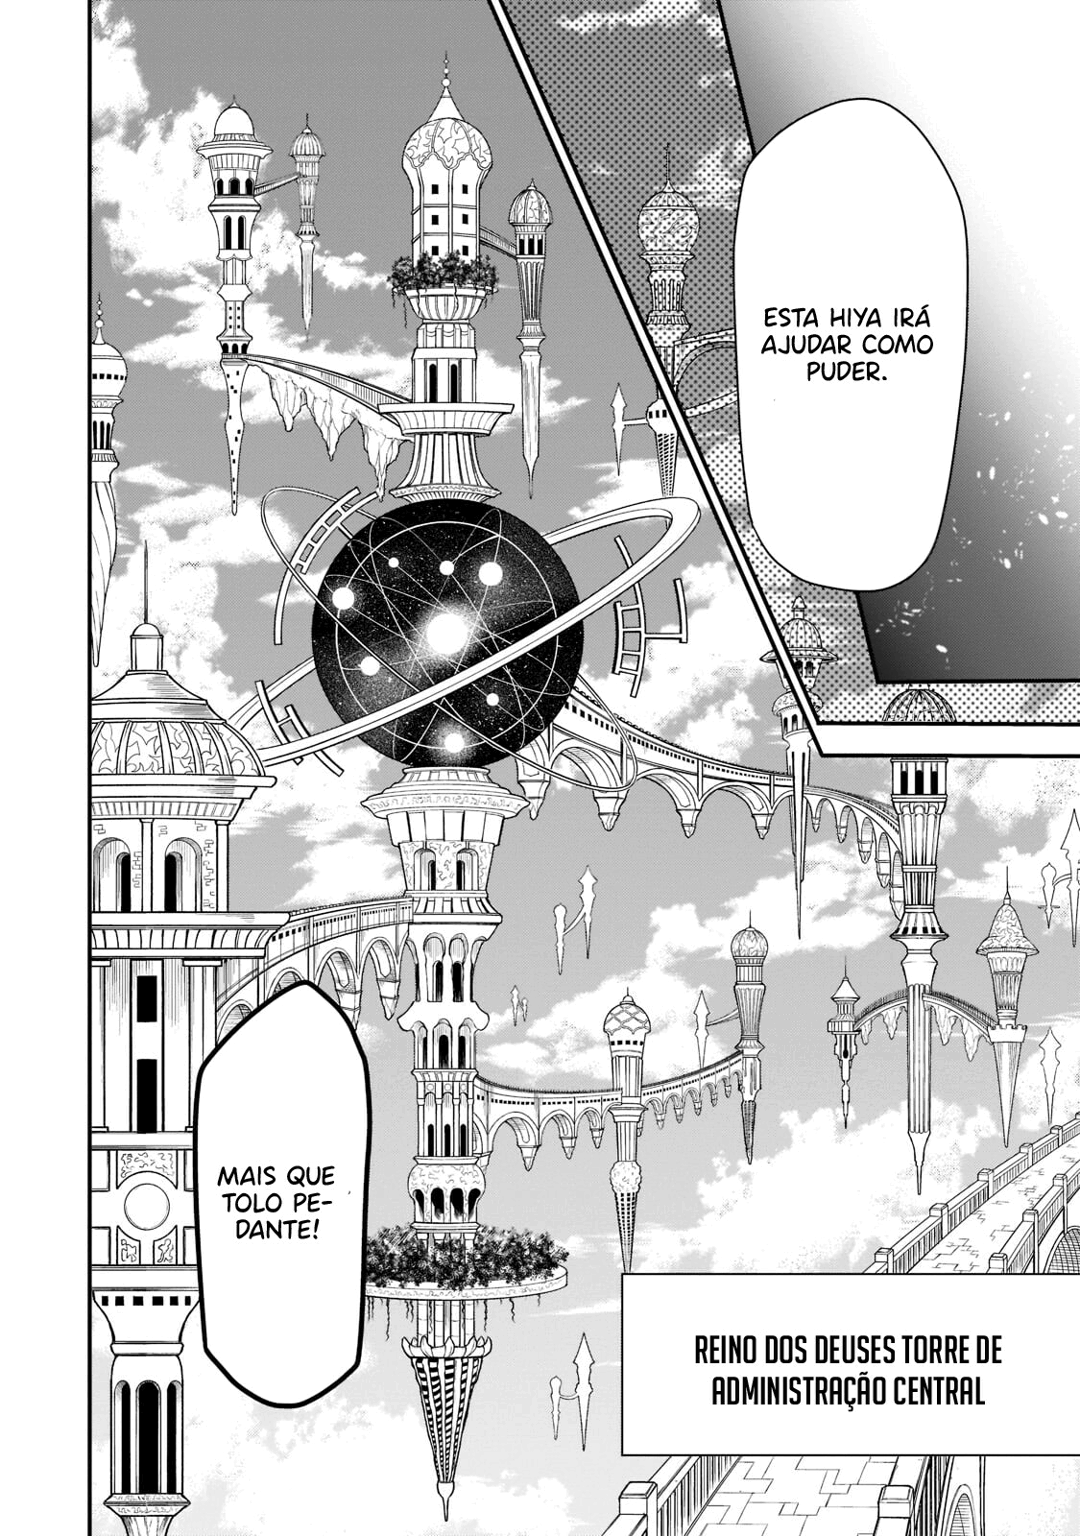 ESTA HIYA IRÁ
AJUDAR COMO
PUDER.
MAIS QUE
TOLO PE-
DANTE!
REINO DOS DEUSES TORRE DE
ADMINISTRAÇÃO CENTRAL